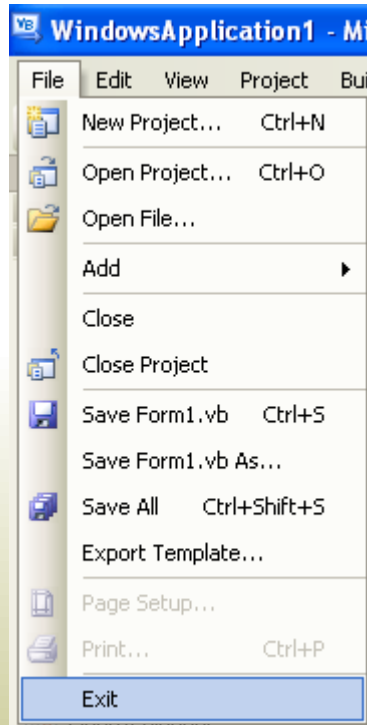 WindowsApplication1 - Mi
File Edit View Project Bui
New Project... Ctrl+N
Open Project... Ctrl+O
Open File...
Add
Close
Close Project
Save Form1.vb Ctrl+S
Save Form1.vb As...
Save All Ctrl+Shift+S
Export Template...
Page Setup...
Print... Ctrl+P
Exit